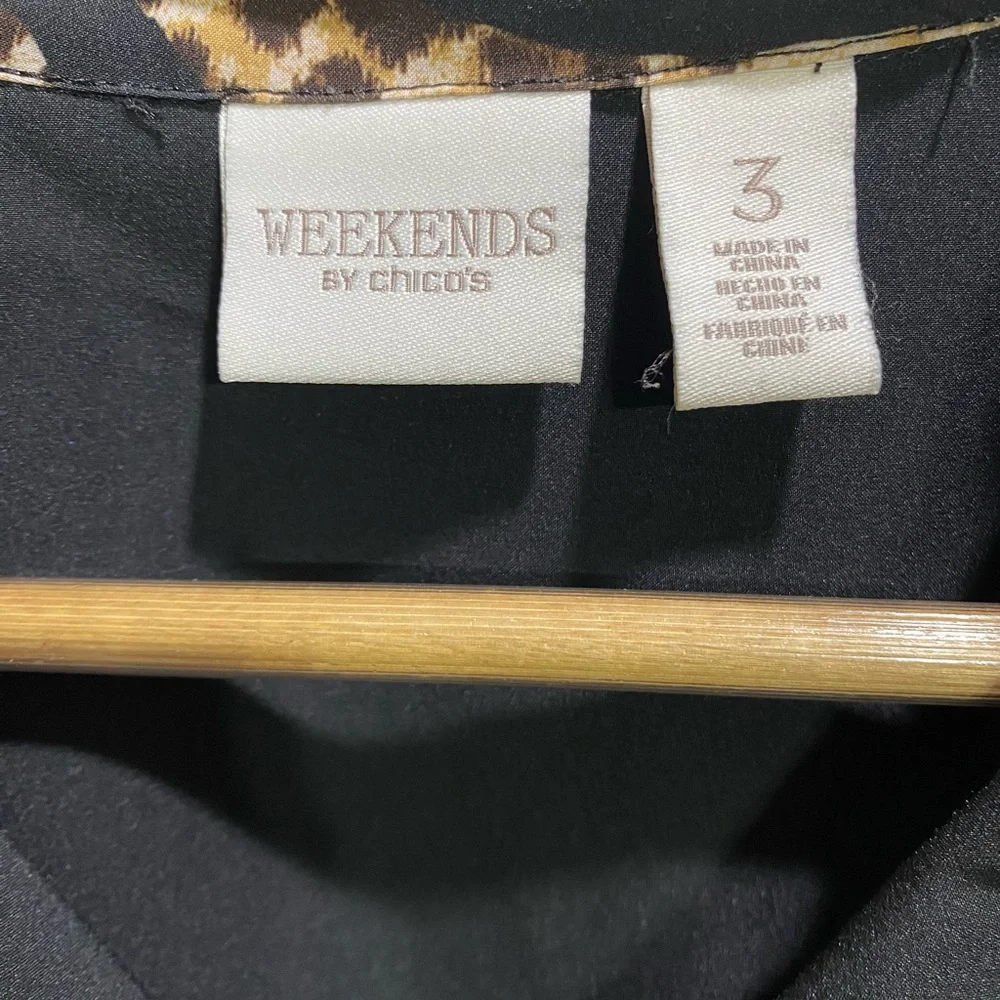 WEEKENDS
BY chico's
3
MADE IN
CHINA
HECHO EN
CHINA
FABRIQUÉ EN
CHINE